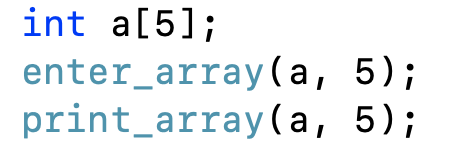 int a[5];
enter_array(a, 5);
print_array(a, 5);